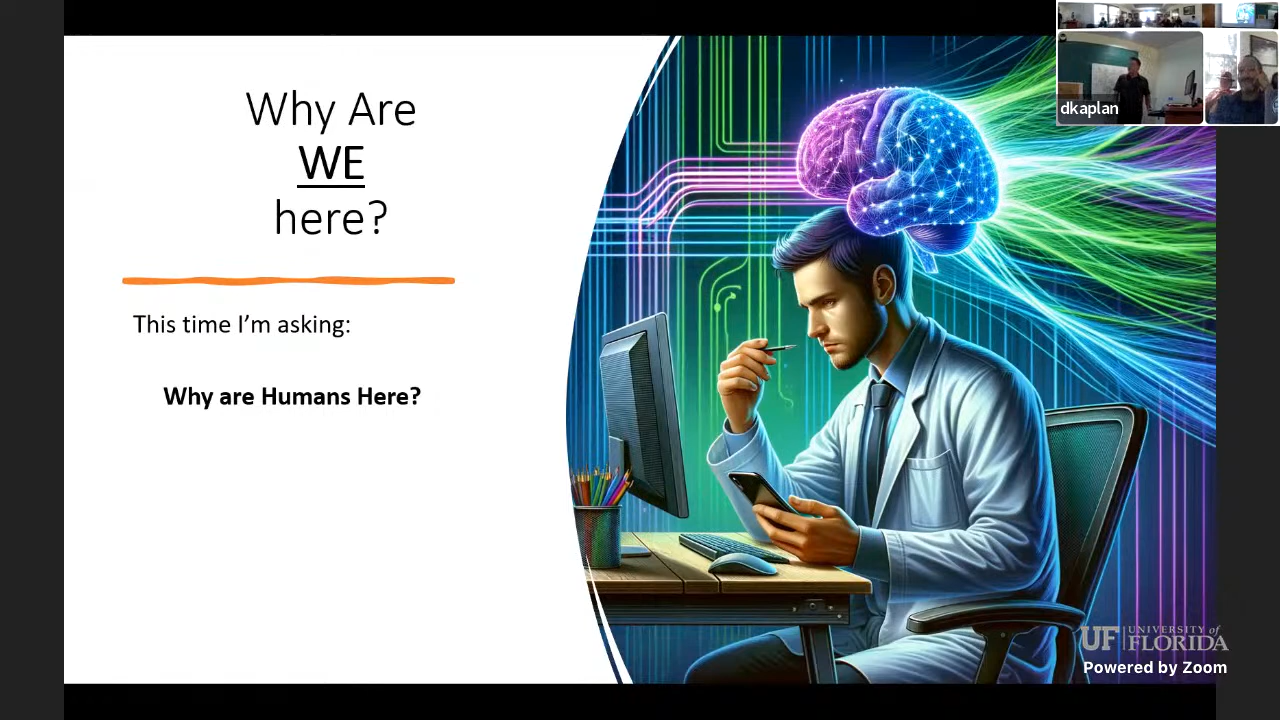 Why Are
WE
here?
This time I’m asking:
Why are Humans Here?
dkaplan
UF UNIVERSITY of
FLORIDA
Powered by Zoom